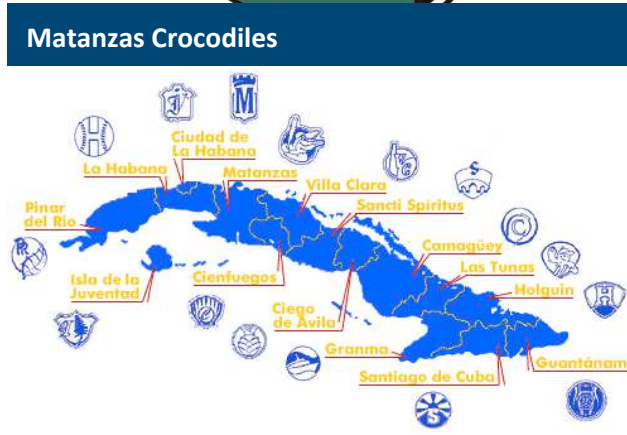 Matanzas Crocodiles
Ciudad de
La Habana
La Habana
Matanzas
Villa Clara
Sancti Spiritus
Pinar
del Rio
Camagüey
Las Tunas
Isla de la
Juventud
Cienfuegos
Holguin
Ciego
de Avila
Granma
Guantánam
Santiago de Cuba